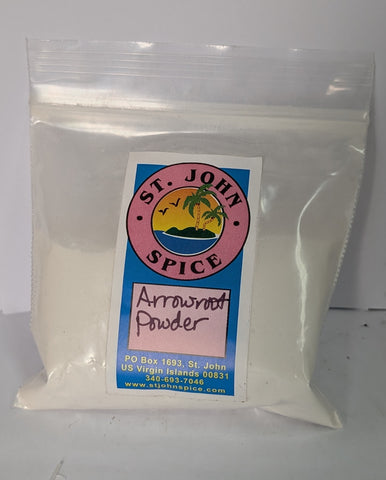 ST. JOHN
SPICE
Arrowroot
Powder
PO Box 1693, St. John
US Virgin Islands 00831
340-693-7046
www.stjohnspice.com